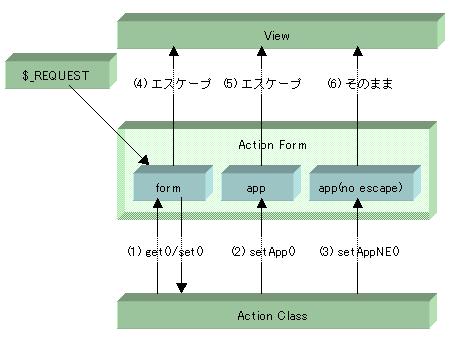 View
$_REQUEST
(4) エスケープ (5) エスケープ (6) そのまま
Action Form
form app app(no escape)
(1) get()/set() (2) setApp() (3) setAppNE()
Action Class